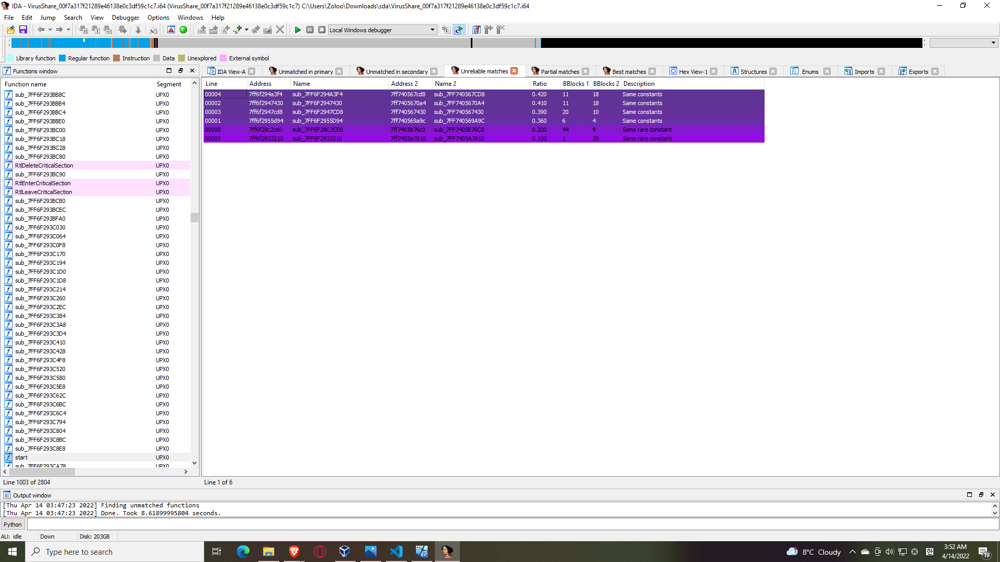 IDA - VirusShare_00f7a317f21289e46138e0c3df59c1c7.i64 (VirusShare_00f7a317f21289e46138e0c3df59c1c7) C:\Users\Zoloo\Downloads\sda\VirusShare_00f7a317f21289e46138e0c3df59c1c7.i64
File Edit Jump Search View Debugger Options Windows Help
Local Windows debugger
Library function Regular function Instruction Data Unexplored External symbol
Functions window
IDA View-A Unmatched in primary Unmatched in secondary Unreliable matches Partial matches Best matches Hex View-1 Structures Enums Imports Exports
Function name Segment
sub_7FF6F293BB8C UPX0
sub_7FF6F293BBB4 UPX0
sub_7FF6F293BBC4 UPX0
sub_7FF6F293BBE0 UPX0
sub_7FF6F293BC00 UPX0
sub_7FF6F293BC18 UPX0
sub_7FF6F293BC28 UPX0
sub_7FF6F293BC80 UPX0
RtlDeleteCriticalSection UPX0
sub_7FF6F293BC90 UPX0
RtlEnterCriticalSection UPX0
RtlLeaveCriticalSection UPX0
sub_7FF6F293BCB0 UPX0
sub_7FF6F293BCEC UPX0
sub_7FF6F293BFA0 UPX0
sub_7FF6F293C030 UPX0
sub_7FF6F293C064 UPX0
sub_7FF6F293C0F8 UPX0
sub_7FF6F293C170 UPX0
sub_7FF6F293C194 UPX0
sub_7FF6F293C1D0 UPX0
sub_7FF6F293C1D8 UPX0
sub_7FF6F293C214 UPX0
sub_7FF6F293C260 UPX0
sub_7FF6F293C2EC UPX0
sub_7FF6F293C384 UPX0
sub_7FF6F293C3A8 UPX0
sub_7FF6F293C3D4 UPX0
sub_7FF6F293C410 UPX0
sub_7FF6F293C428 UPX0
sub_7FF6F293C4F8 UPX0
sub_7FF6F293C520 UPX0
sub_7FF6F293C580 UPX0
sub_7FF6F293C5E8 UPX0
sub_7FF6F293C62C UPX0
sub_7FF6F293C6BC UPX0
sub_7FF6F293C6C4 UPX0
sub_7FF6F293C794 UPX0
sub_7FF6F293C804 UPX0
sub_7FF6F293C8BC UPX0
sub_7FF6F293C8E8 UPX0
start UPX0
sub_7FF6F293CA78 UPX0
Line 1003 of 2804
Line Address Name Address 2 Name 2 Ratio BBlocks 1 BBlocks 2 Description
00004 7ff6f294a3f4 sub_7FF6F294A3F4 7ff740567cd8 sub_7FF740567CD8 0.420 11 18 Same constants
00002 7ff6f2947430 sub_7FF6F2947430 7ff7405670a4 sub_7FF7405670A4 0.410 11 18 Same constants
00003 7ff6f2947cd8 sub_7FF6F2947CD8 7ff740567430 sub_7FF740567430 0.390 20 10 Same constants
00001 7ff6f2955d94 sub_7FF6F2955D94 7ff740569a9c sub_7FF740569A9C 0.360 6 4 Same constants
00000 7ff6f28c2ce0 sub_7FF6F28C2CE0 7ff7405b76c0 sub_7FF7405B76C0 0.200 44 9 Same rare constant
00005 7ff6f2933210 sub_7FF6F2933210 7ff7405a7810 sub_7FF7405A7810 0.100 1 29 Same rare constant
Line 1 of 6
Output window
[Thu Apr 14 03:47:23 2022] Finding unmatched functions
[Thu Apr 14 03:47:23 2022] Done. Took 8.61899995804 seconds.
Python
AU: idle Down Disk: 203GB
Type here to search
8°C Cloudy
3:52 AM
4/14/2022
19